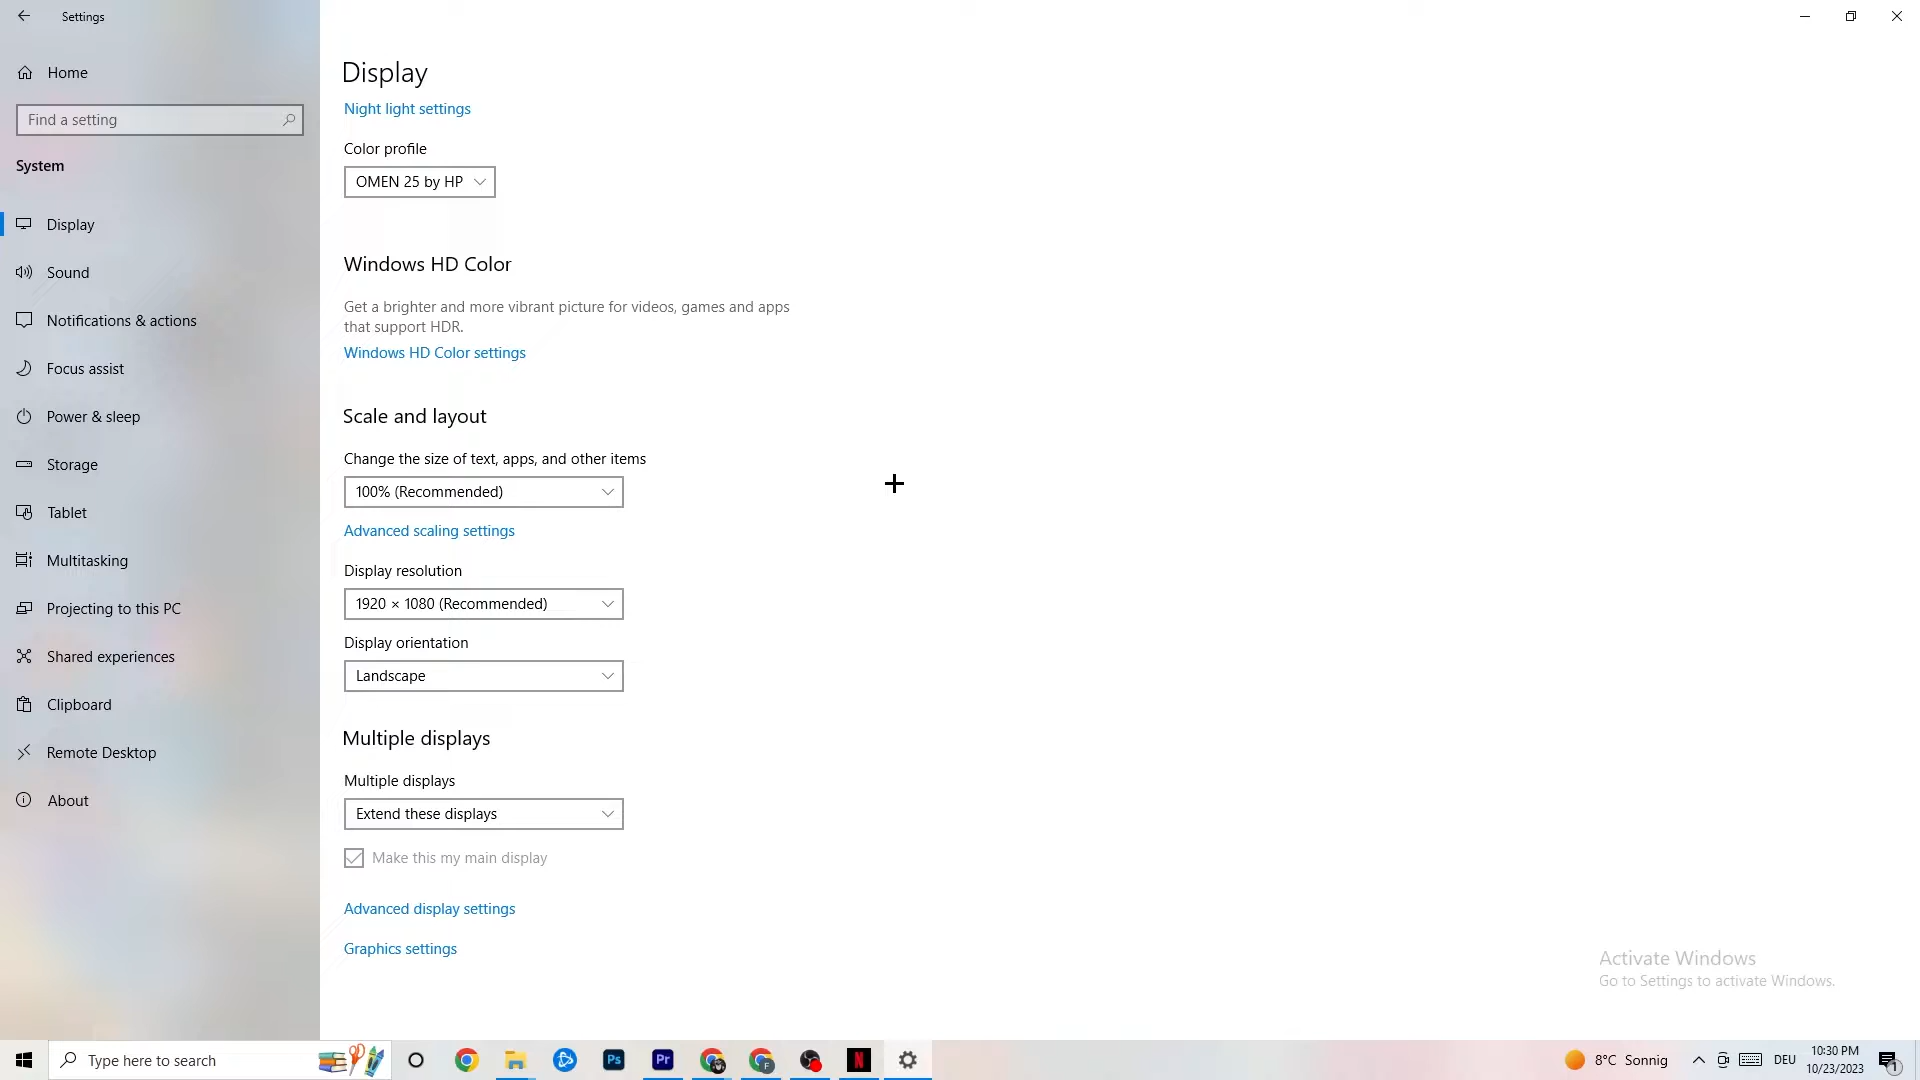 Settings
Home
Find a setting
System
Display
Sound
Notifications & actions
Focus assist
Power & sleep
Storage
Tablet
Multitasking
Projecting to this PC
Shared experiences
Clipboard
Remote Desktop
About
Display
Night light settings
Color profile
OMEN 25 by HP
Windows HD Color
Get a brighter and more vibrant picture for videos, games and apps
that support HDR.
Windows HD Color settings
Scale and layout
Change the size of text, apps, and other items
100% (Recommended)
Advanced scaling settings
Display resolution
1920 × 1080 (Recommended)
Display orientation
Landscape
Multiple displays
Multiple displays
Extend these displays
Make this my main display
Advanced display settings
Graphics settings
Activate Windows
Go to Settings to activate Windows.
Type here to search
Ps
Pr
F
N
8°C Sonnig
DEU
10:30 PM
10/23/2023
1